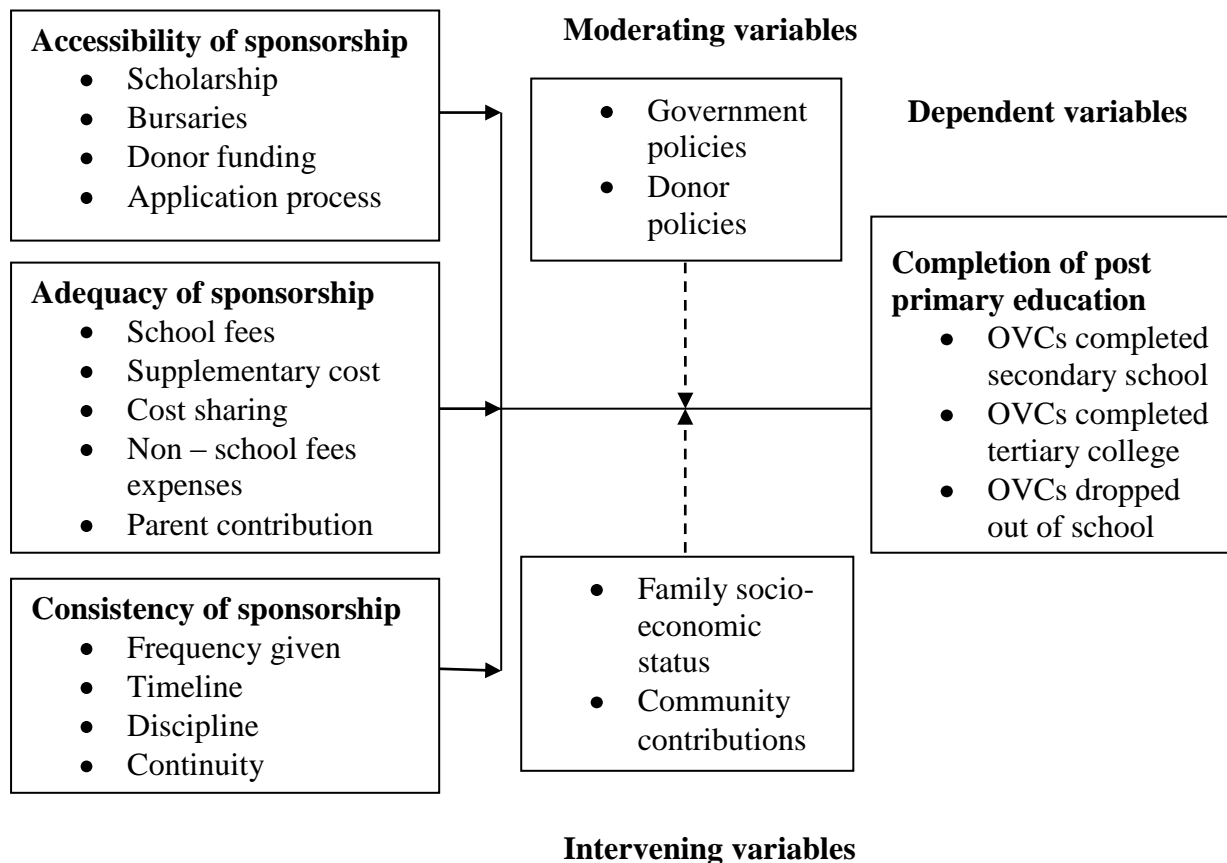 Accessibility of sponsorship
● Scholarship
● Bursaries
● Donor funding
● Application process
Adequacy of sponsorship
● School fees
● Supplementary cost
● Cost sharing
● Non – school fees
expenses
● Parent contribution
Consistency of sponsorship
● Frequency given
● Timeline
● Discipline
● Continuity
Moderating variables
● Government
policies
● Donor
policies
● Family socio-
economic
status
● Community
contributions
Intervening variables
Dependent variables
Completion of post
primary education
● OVCs completed
secondary school
● OVCs completed
tertiary college
● OVCs dropped
out of school